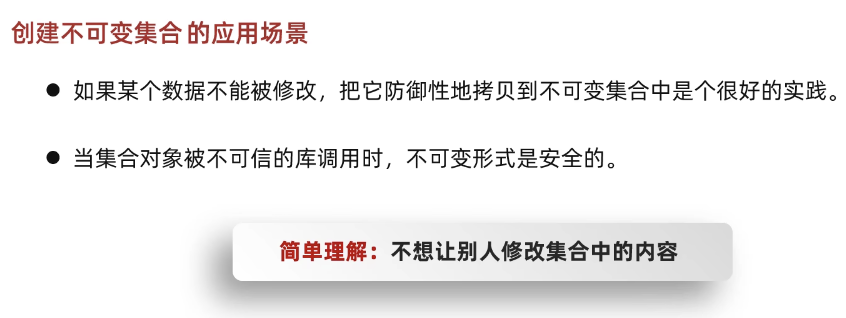 创建不可变集合的应用场景
● 如果某个数据不能被修改，把它防御性地拷贝到不可变集合中是个很好的实践。
● 当集合对象被不可信的库调用时，不可变形式是安全的。
简单理解：不想让别人修改集合中的内容